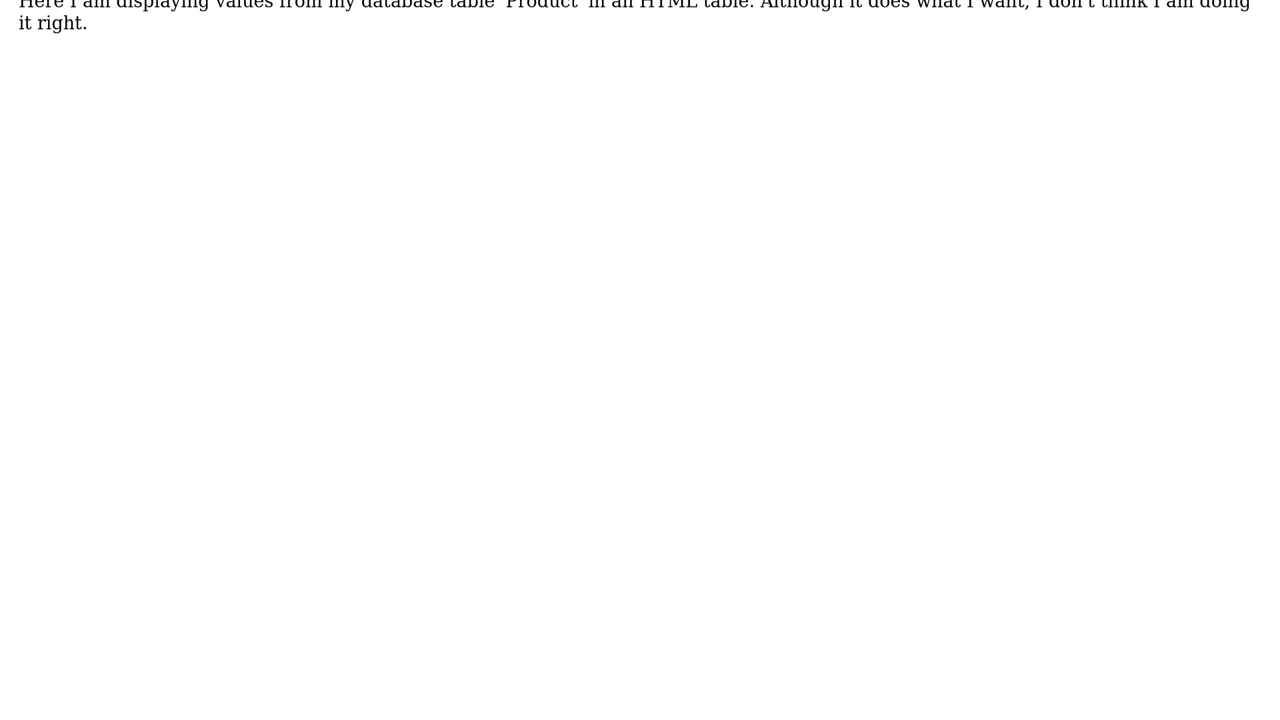 Here I am displaying values from my database table 'Product' in an HTML table. Although it does what I want, I don't think I am doing
it right.